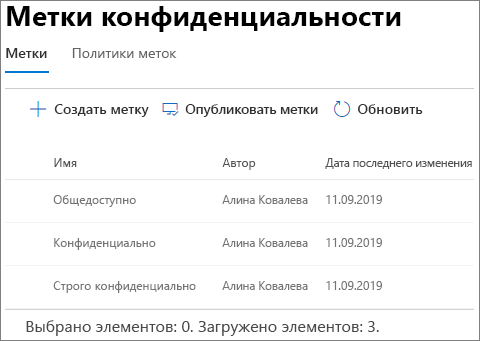 Метки конфиденциальности
Метки Политики меток
Создать метку Опубликовать метки Обновить
Имя Автор Дата последнего изменения
Общедоступно Алина Ковалева 11.09.2019
Конфиденциально Алина Ковалева 11.09.2019
Строго конфиденциально Алина Ковалева 11.09.2019
Выбрано элементов: 0. Загружено элементов: 3.